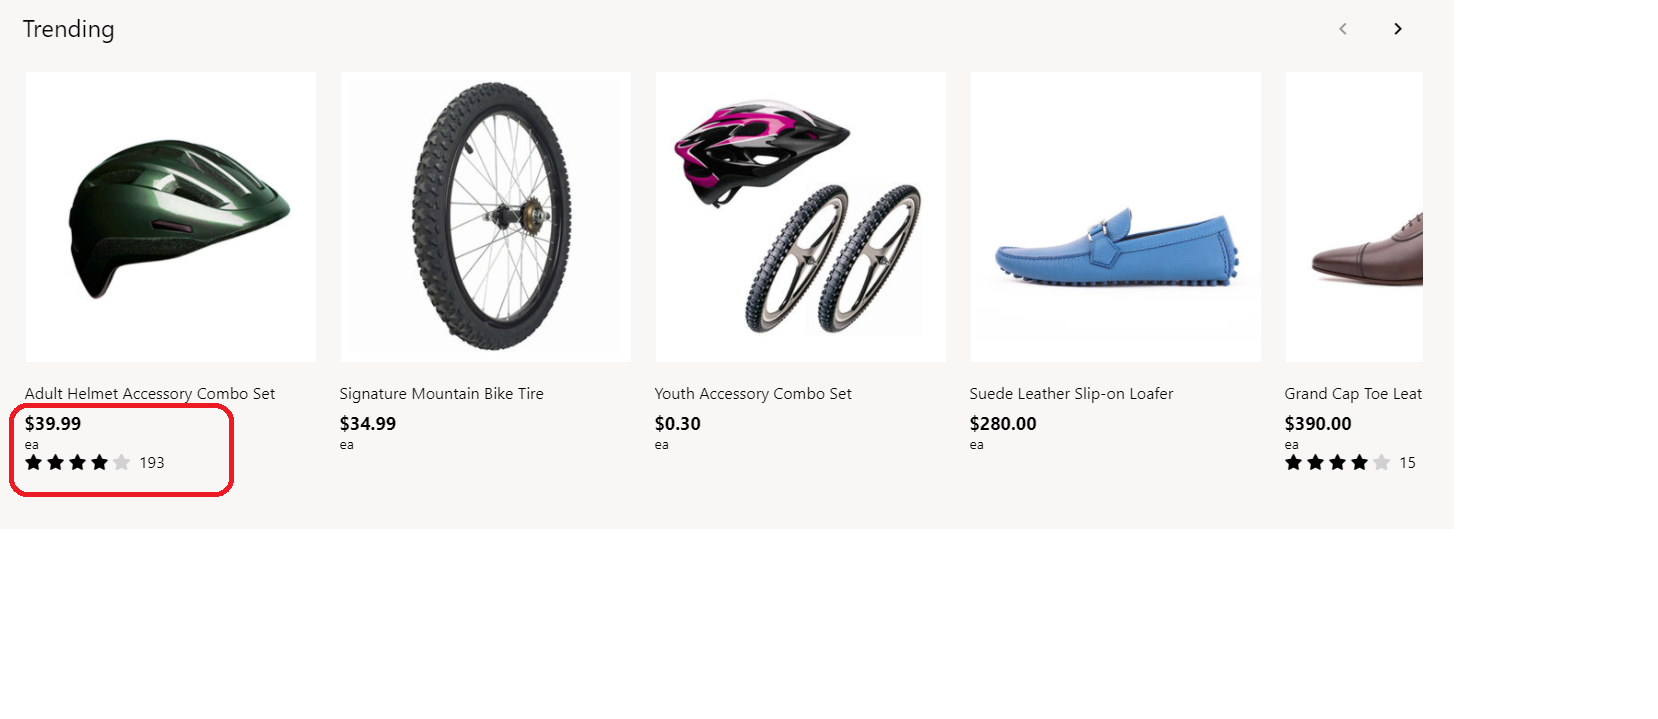 Trending
Adult Helmet Accessory Combo Set
$39.99
ea
193
Signature Mountain Bike Tire
$34.99
ea
Youth Accessory Combo Set
$0.30
ea
Suede Leather Slip-on Loafer
$280.00
ea
Grand Cap Toe Leat
$390.00
ea
15